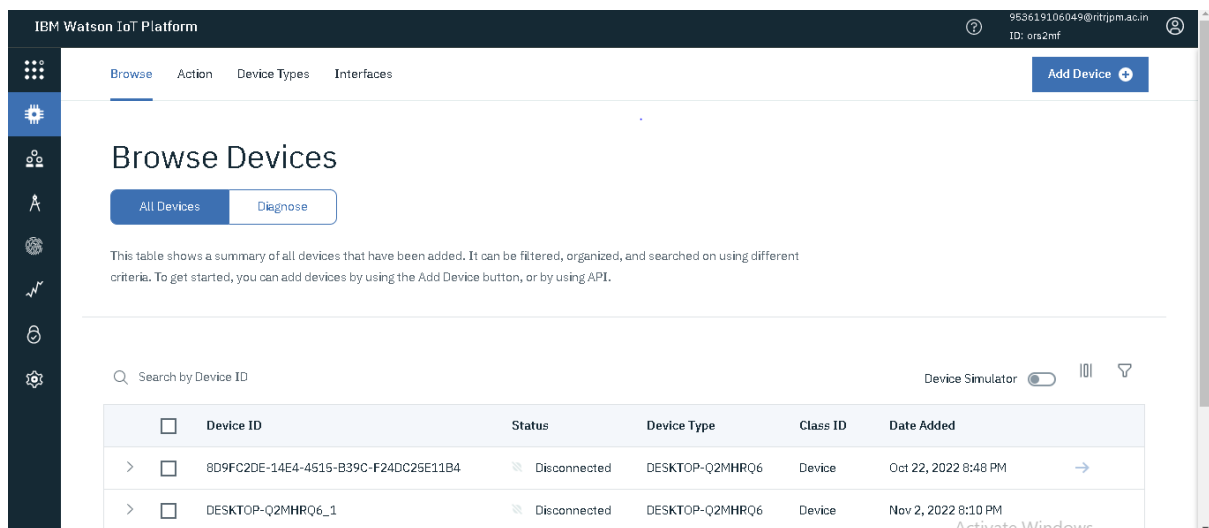 IBM Watson IoT Platform
953619106049@ritrjpm.ac.in
ID: ors2mf
Browse Action Device Types Interfaces
Add Device
Browse Devices
All Devices Diagnose
This table shows a summary of all devices that have been added. It can be filtered, organized, and searched on using different
criteria. To get started, you can add devices by using the Add Device button, or by using API.
Search by Device ID
Device Simulator
Device ID Status Device Type Class ID Date Added
8D9FC2DE-14E4-4515-B39C-F24DC25E11B4 Disconnected DESKTOP-Q2MHRQ6 Device Oct 22, 2022 8:48 PM
DESKTOP-Q2MHRQ6_1 Disconnected DESKTOP-Q2MHRQ6 Device Nov 2, 2022 8:10 PM
Activate Windows